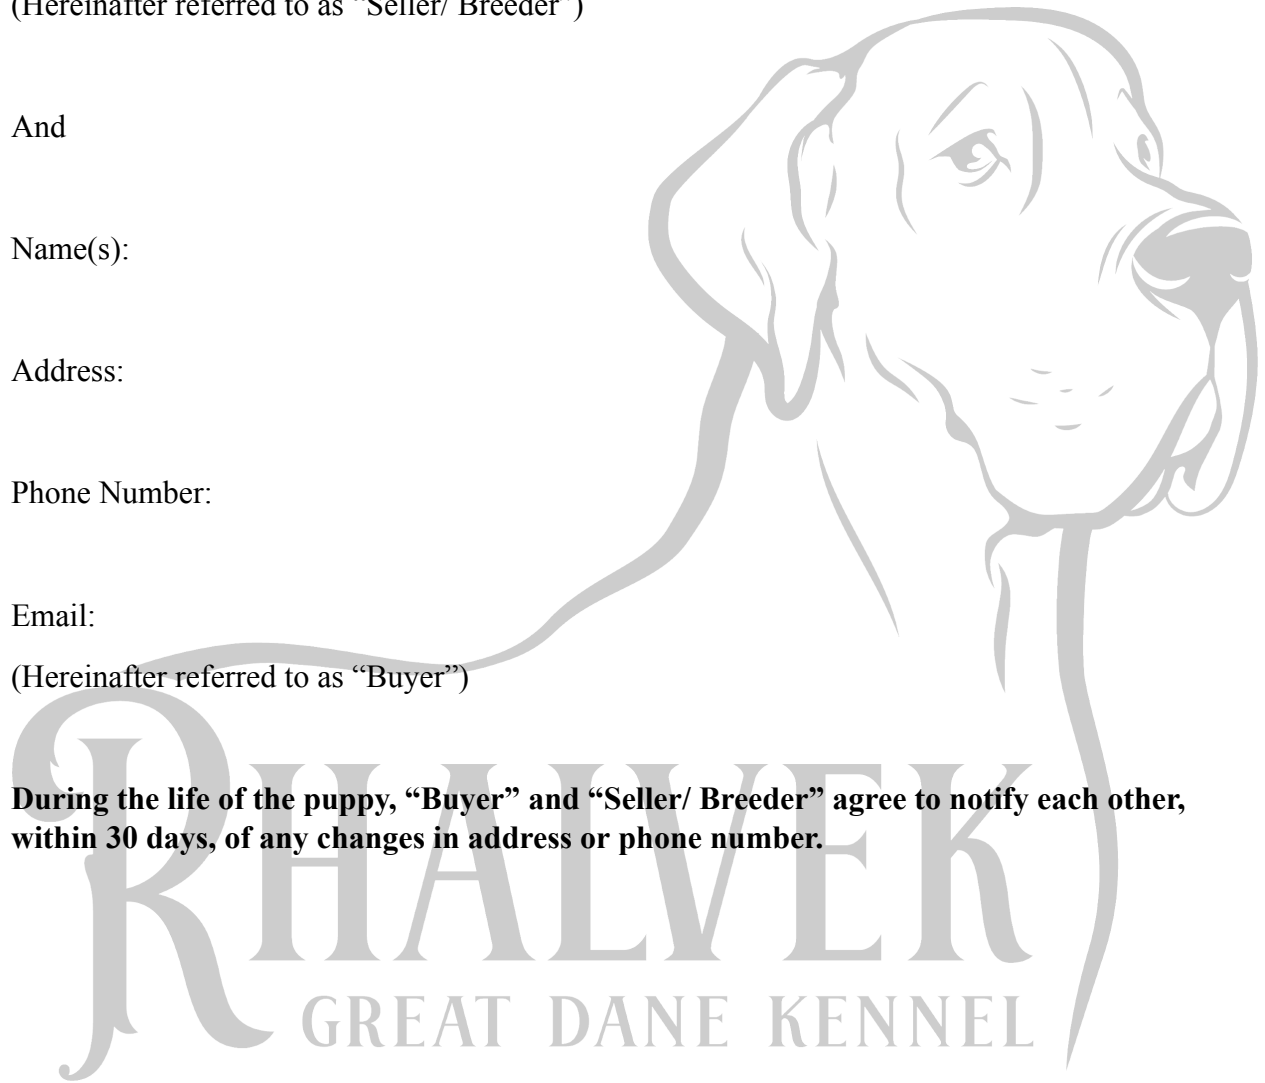 (Hereinafter referred to as “Seller/ Breeder”)
And
Name(s):
Address:
Phone Number:
Email:
(Hereinafter referred to as “Buyer”)
During the life of the puppy, “Buyer” and “Seller/ Breeder” agree to notify each other,
within 30 days, of any changes in address or phone number.
RHALVEK
GREAT DANE KENNEL